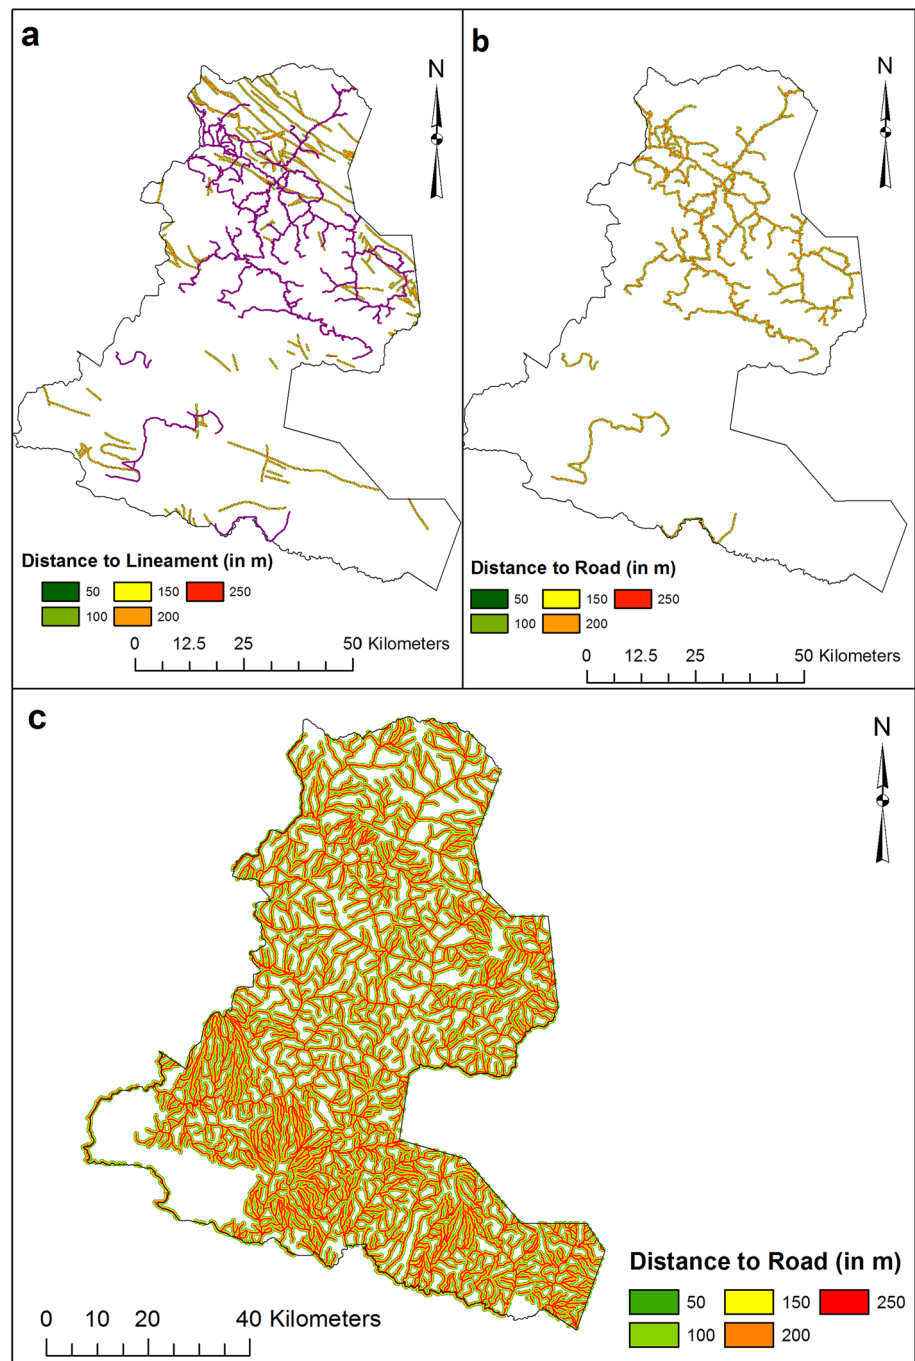 a
N
Distance to Lineament (in m)
50 150 250
100 200
0 12.5 25 50 Kilometers
b
N
Distance to Road (in m)
50 150 250
100 200
0 12.5 25 50 Kilometers
c
N
Distance to Road (in m)
50 150 250
100 200
0 10 20 40 Kilometers